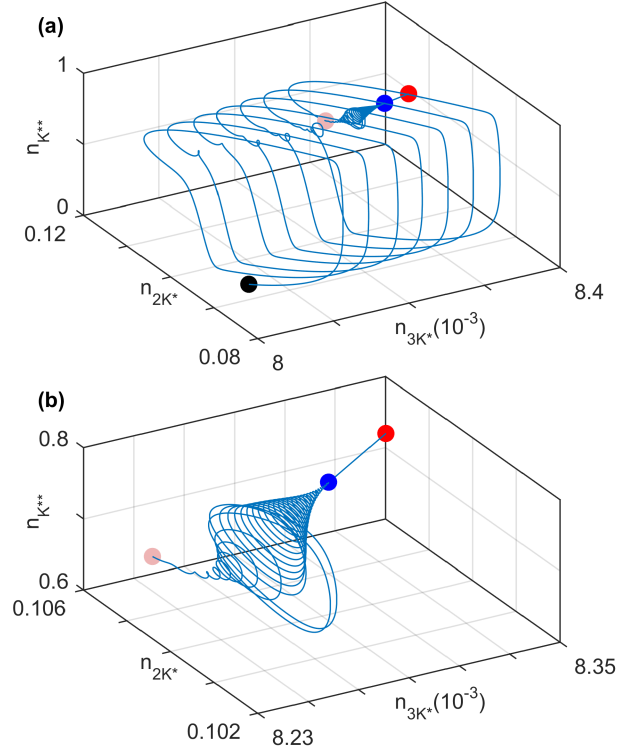 (a)
1
n_K**
0
0.12
n_2K*
0.08
8
n_3K*(10^-3)
8.4
(b)
0.8
n_K**
0.6
0.106
n_2K*
0.102
8.23
n_3K*(10^-3)
8.35